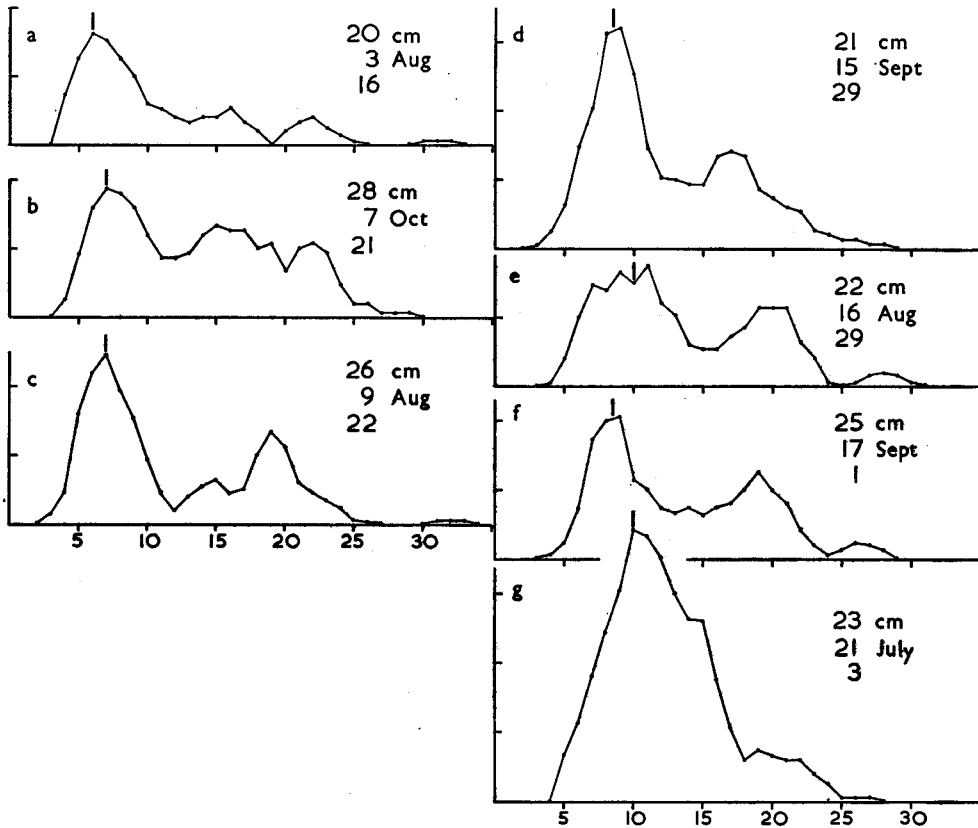 a
20 cm
3 Aug
16
b
28 cm
7 Oct
21
c
26 cm
9 Aug
22
5 10 15 20 25 30
d
21 cm
15 Sept
29
e
22 cm
16 Aug
29
f
25 cm
17 Sept
1
g
23 cm
21 July
3
5 10 15 20 25 30